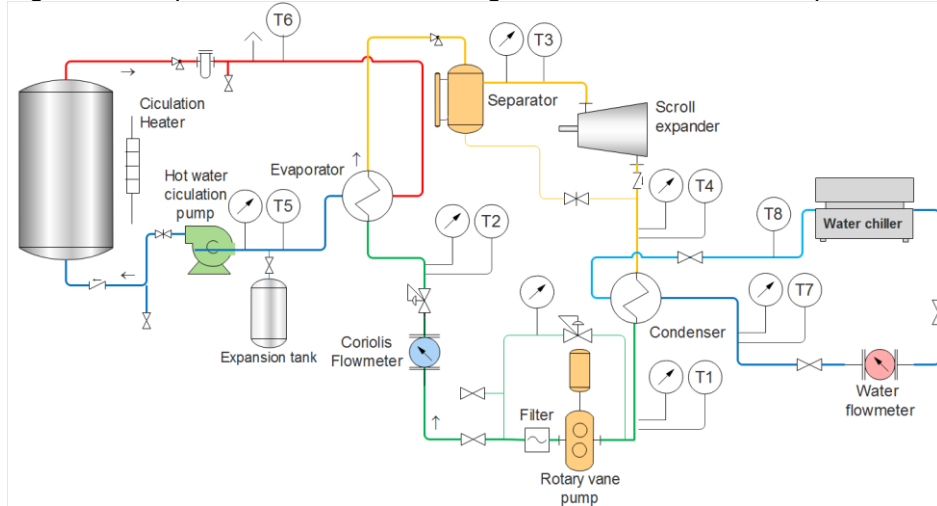 T6
T3
Separator
Ciculation
Heater
Scroll
expander
Hot water
ciculation
pump
Evaporator
T4
T5
T2
T8
Water chiller
C
Expansion tank
Coriolis
Flowmeter
Condenser
T7
T1
Filter
Water
flowmeter
Rotary vane
pump